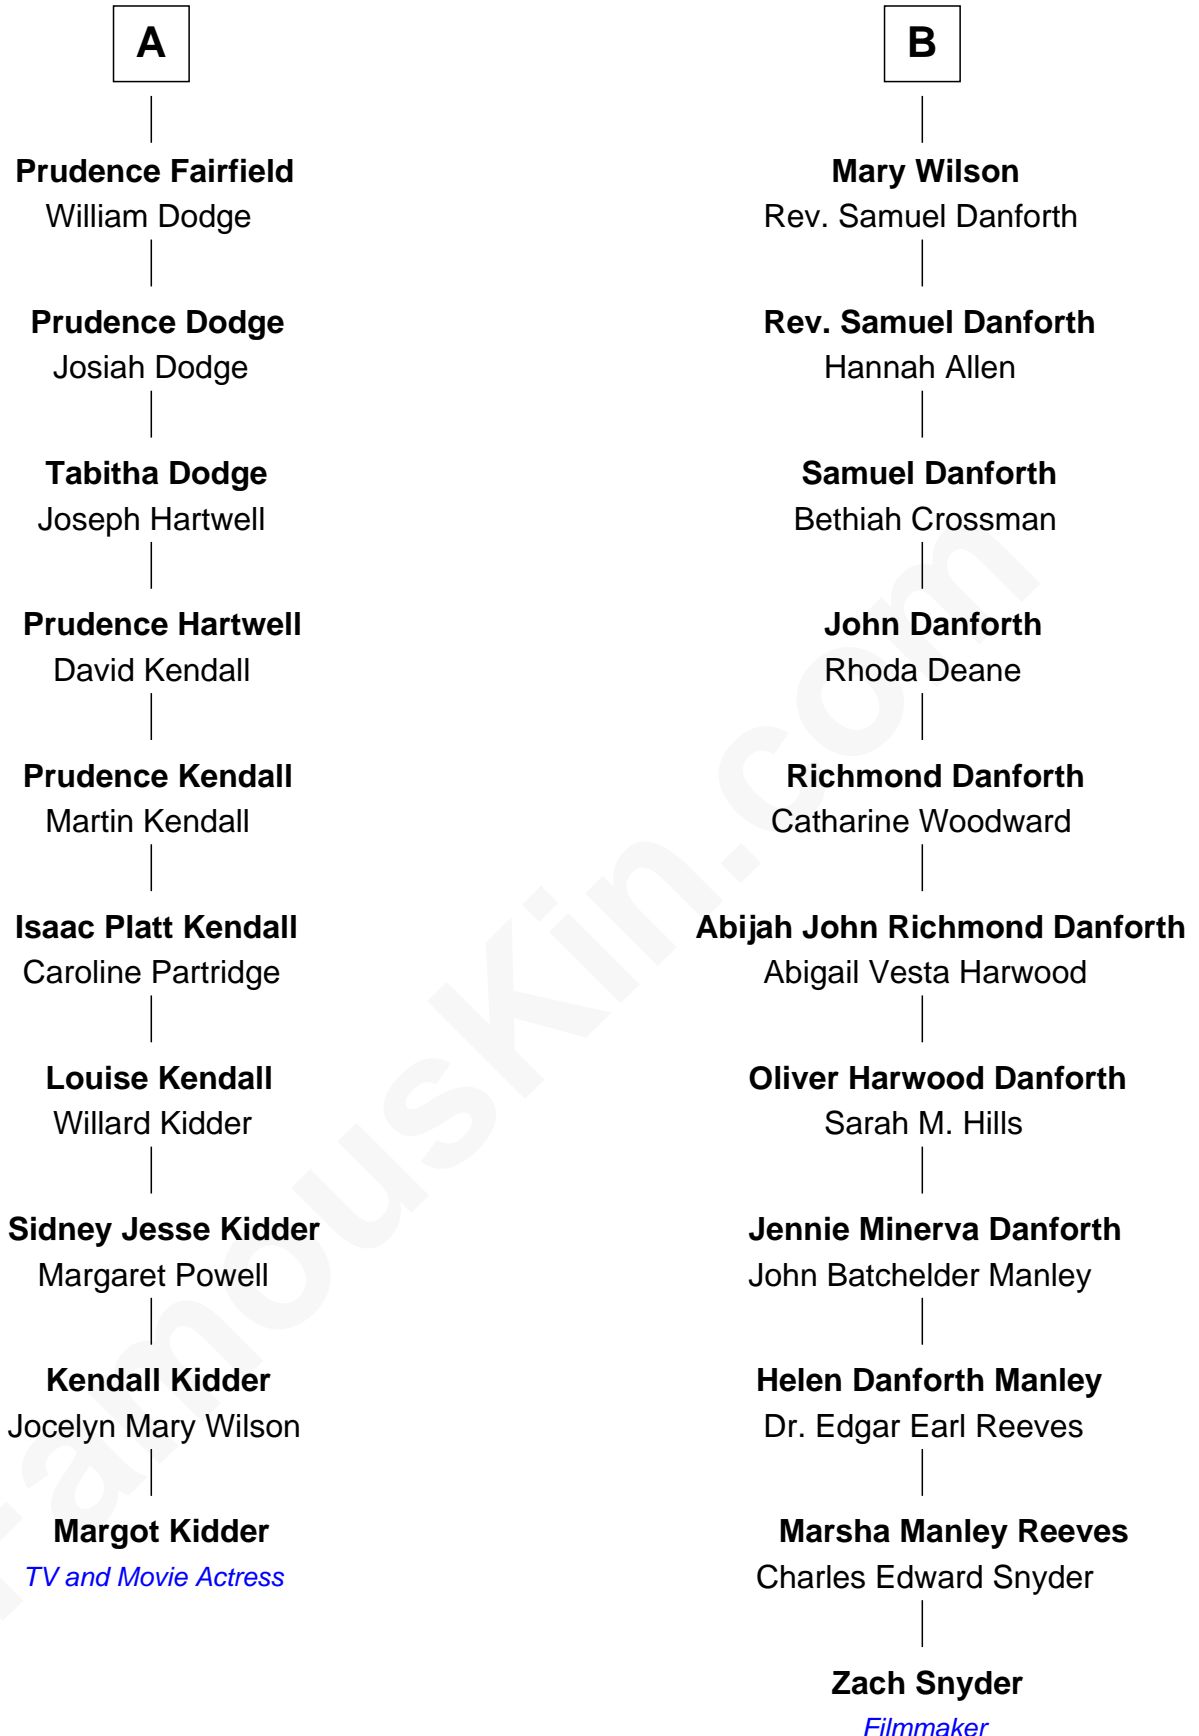 A
Prudence Fairfield
William Dodge
Prudence Dodge
Josiah Dodge
Tabitha Dodge
Joseph Hartwell
Prudence Hartwell
David Kendall
Prudence Kendall
Martin Kendall
Isaac Platt Kendall
Caroline Partridge
Louise Kendall
Willard Kidder
Sidney Jesse Kidder
Margaret Powell
Kendall Kidder
Jocelyn Mary Wilson
Margot Kidder
TV and Movie Actress
B
Mary Wilson
Rev. Samuel Danforth
Rev. Samuel Danforth
Hannah Allen
Samuel Danforth
Bethiah Crossman
John Danforth
Rhoda Deane
Richmond Danforth
Catharine Woodward
Abijah John Richmond Danforth
Abigail Vesta Harwood
Oliver Harwood Danforth
Sarah M. Hills
Jennie Minerva Danforth
John Batchelder Manley
Helen Danforth Manley
Dr. Edgar Earl Reeves
Marsha Manley Reeves
Charles Edward Snyder
Zach Snyder
Filmmaker
FamousKin.com